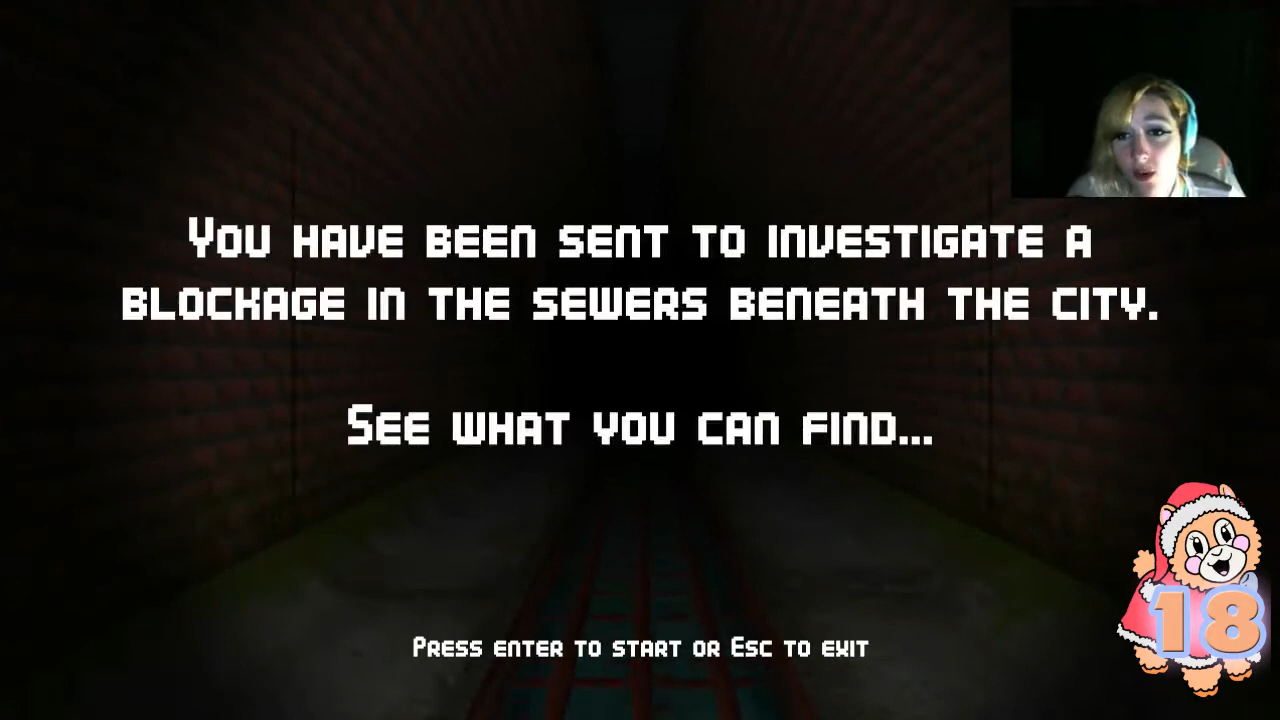 You have been sent to investigate a
blockage in the sewers beneath the city.
See what you can find...
Press enter to start or Esc to exit
18